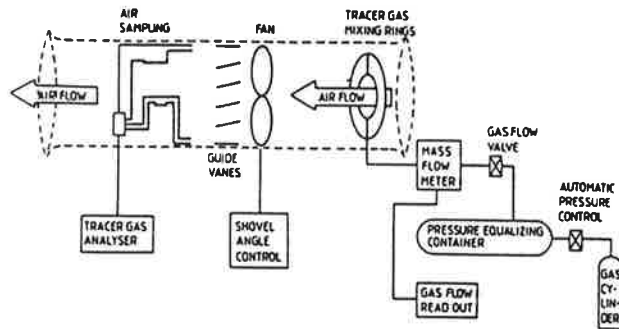 AIR
SAMPLING
FAN
TRACER GAS
MIXING RINGS
AIR FLOW
AIR FLOW
GUIDE
VANES
MASS
FLOW
METER
GAS FLOW
VALVE
AUTOMATIC
PRESSURE
CONTROL
TRACER GAS
ANALYSER
SHOVEL
ANGLE
CONTROL
PRESSURE EQUALIZING
CONTAINER
GAS FLOW
READ OUT
GAS
CY-
LIN-
DER